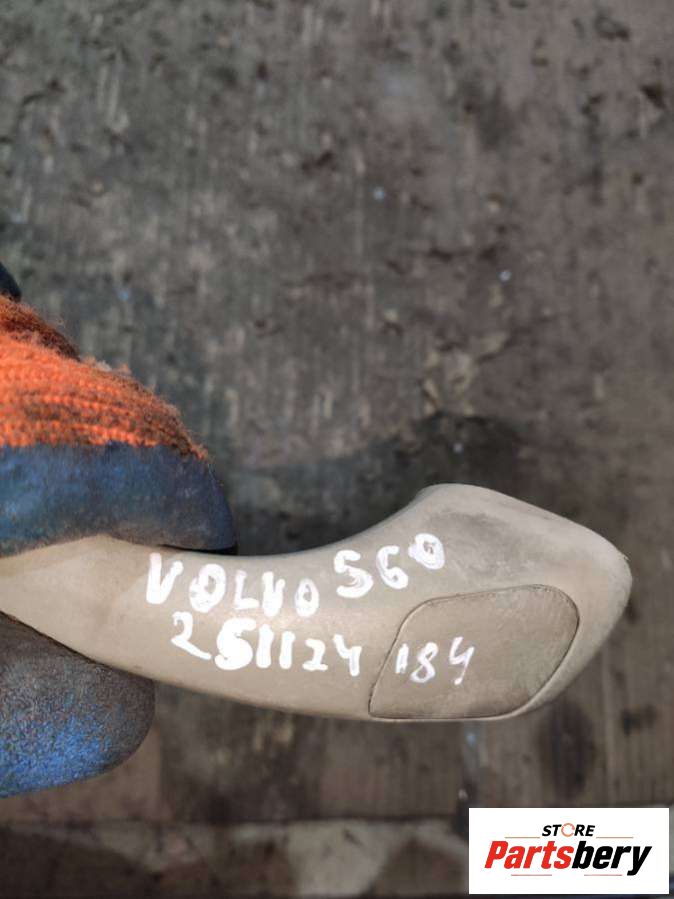 VOLVO S60
251124 184
STORE
Partsbery